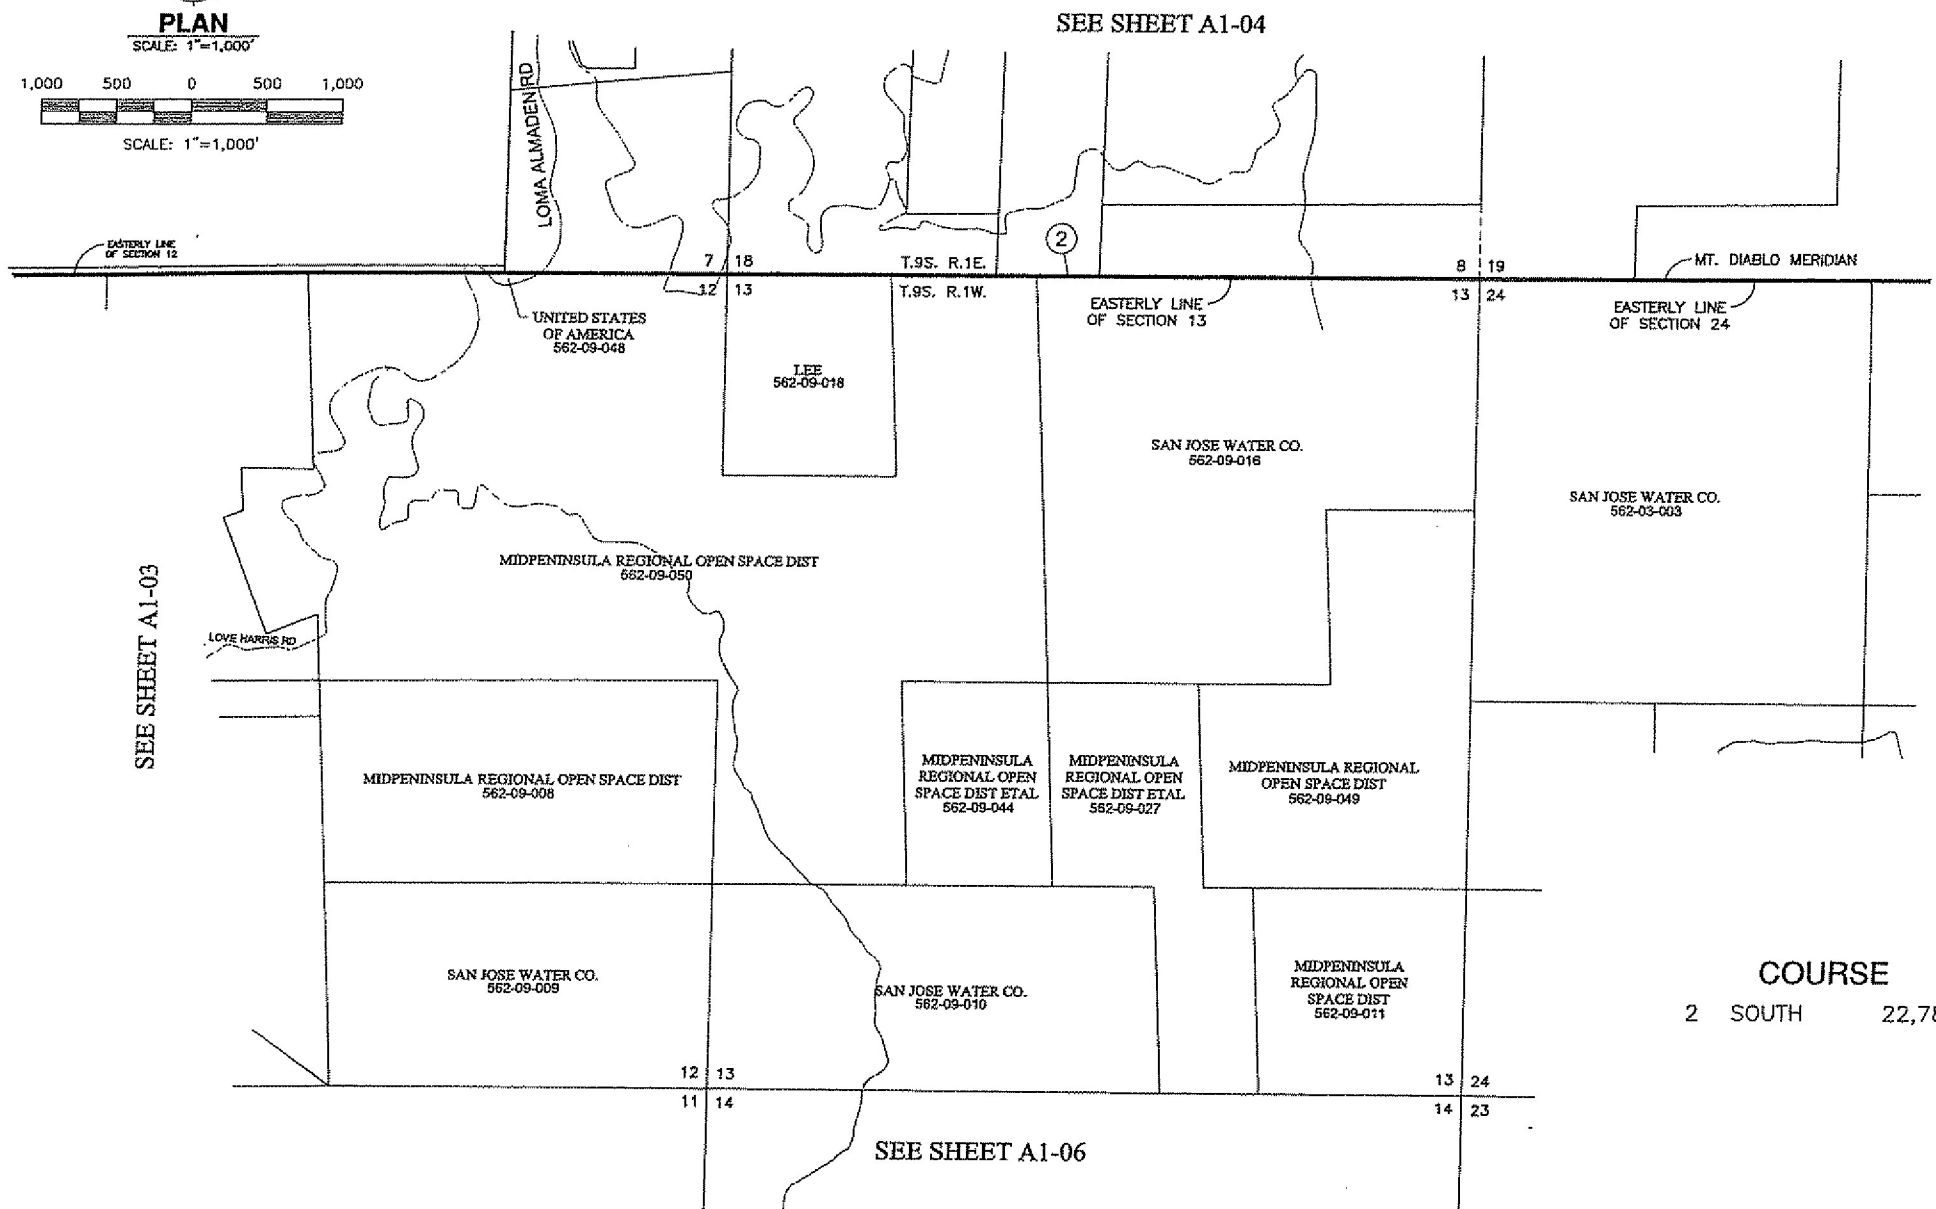 PLAN
SCALE: 1"=1,000'
SEE SHEET A1-04
1,000 500 0 500 1,000
SCALE: 1"=1,000'
LOMA ALMADEN RD
EASTERLY LINE
OF SECTION 12
7 18
T.9S. R.1E.
2
8 19
MT. DIABLO MERIDIAN
12 13
T.9S. R.1W.
13 24
EASTERLY LINE
OF SECTION 13
EASTERLY LINE
OF SECTION 24
UNITED STATES
OF AMERICA
562-09-048
LEE
562-09-018
SAN JOSE WATER CO.
562-09-016
SAN JOSE WATER CO.
562-03-003
MIDPENINSULA REGIONAL OPEN SPACE DIST
562-09-050
SEE SHEET A1-03
LOVE HARRIS RD
MIDPENINSULA REGIONAL OPEN SPACE DIST
562-09-008
MIDPENINSULA
REGIONAL OPEN
SPACE DIST ETAL
562-09-044
MIDPENINSULA
REGIONAL OPEN
SPACE DIST ETAL
562-09-027
MIDPENINSULA REGIONAL
OPEN SPACE DIST
562-09-049
SAN JOSE WATER CO.
562-09-009
SAN JOSE WATER CO.
562-09-010
MIDPENINSULA
REGIONAL OPEN
SPACE DIST
562-09-011
COURSE
2 SOUTH 22,78
12 13
11 14
13 24
14 23
SEE SHEET A1-06